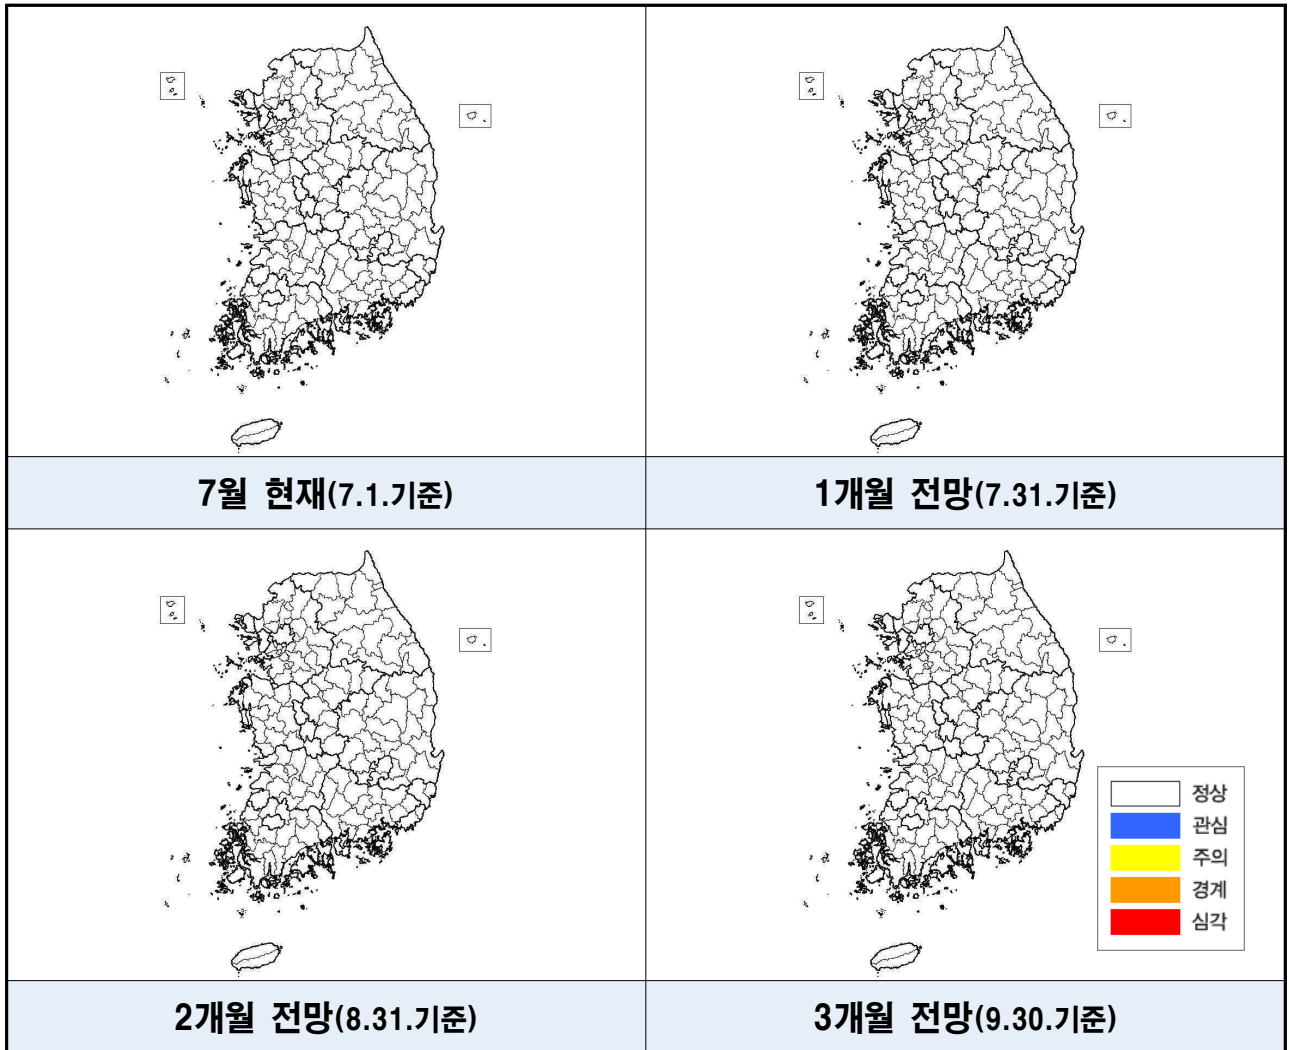 7월 현재(7.1.기준)
1개월 전망(7.31.기준)
정상
관심
주의
경계
심각
2개월 전망(8.31.기준)
3개월 전망(9.30.기준)